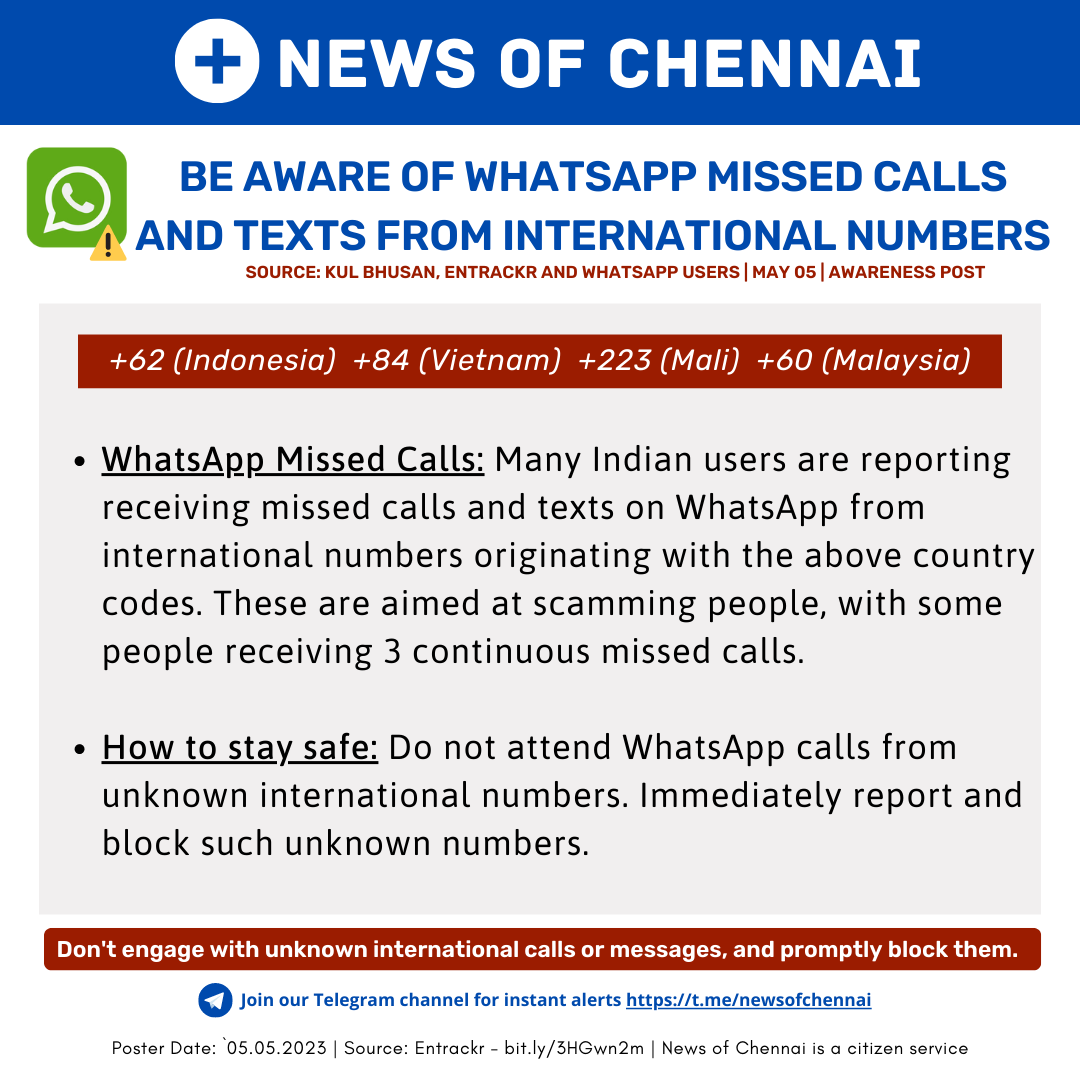 NEWS OF CHENNAI
BE AWARE OF WHATSAPP MISSED CALLS
AND TEXTS FROM INTERNATIONAL NUMBERS
SOURCE: KUL BHUSAN, ENTRACKR AND WHATSAPP USERS | MAY 05 | AWARENESS POST
+62 (Indonesia) +84 (Vietnam) +223 (Mali) +60 (Malaysia)
• WhatsApp Missed Calls: Many Indian users are reporting
receiving missed calls and texts on WhatsApp from
international numbers originating with the above country
codes. These are aimed at scamming people, with some
people receiving 3 continuous missed calls.
• How to stay safe: Do not attend WhatsApp calls from
unknown international numbers. Immediately report and
block such unknown numbers.
Don't engage with unknown international calls or messages, and promptly block them.
Join our Telegram channel for instant alerts https://t.me/newsofchennai
Poster Date: `05.05.2023 | Source: Entrackr - bit.ly/3HGwn2m | News of Chennai is a citizen service